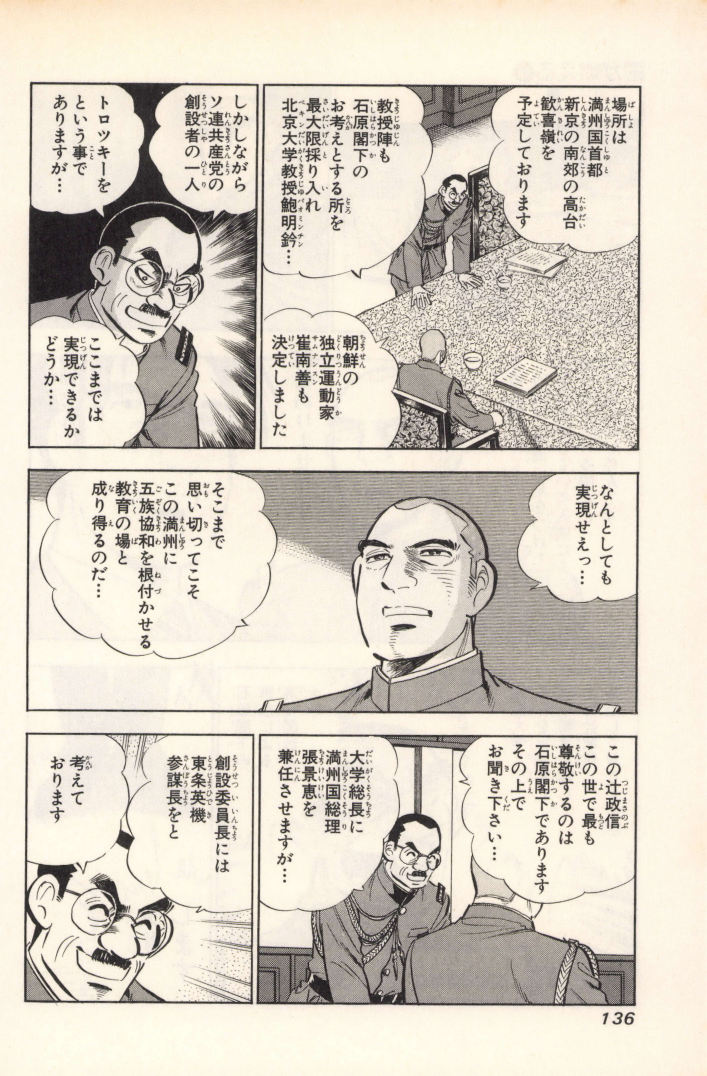 場所は
満州国首都
新京の南郊の高台
歓喜嶺を
予定しております
教授陣も
石原閣下の
お考えとする所を
最大限採り入れ
北京大学教授鮑明鈐…
朝鮮の
独立運動家
崔南善も
決定しました
しかしながら
ソ連共産党の
創設者の一人
トロツキーを
という事で
ありますが…
ここまでは
実現できるか
どうか…
なんとしても
実現せえっ…
そこまで
思い切ってこそ
この満州に
五族協和を根付かせる
教育の場と
成り得るのだ…
この辻政信
この世で最も
尊敬するのは
石原閣下であります
その上で
お聞き下さい…
大学総長に
満州国総理
張景恵を
兼任させますが…
創設委員長には
東条英機
参謀長をと
考えて
おります
136